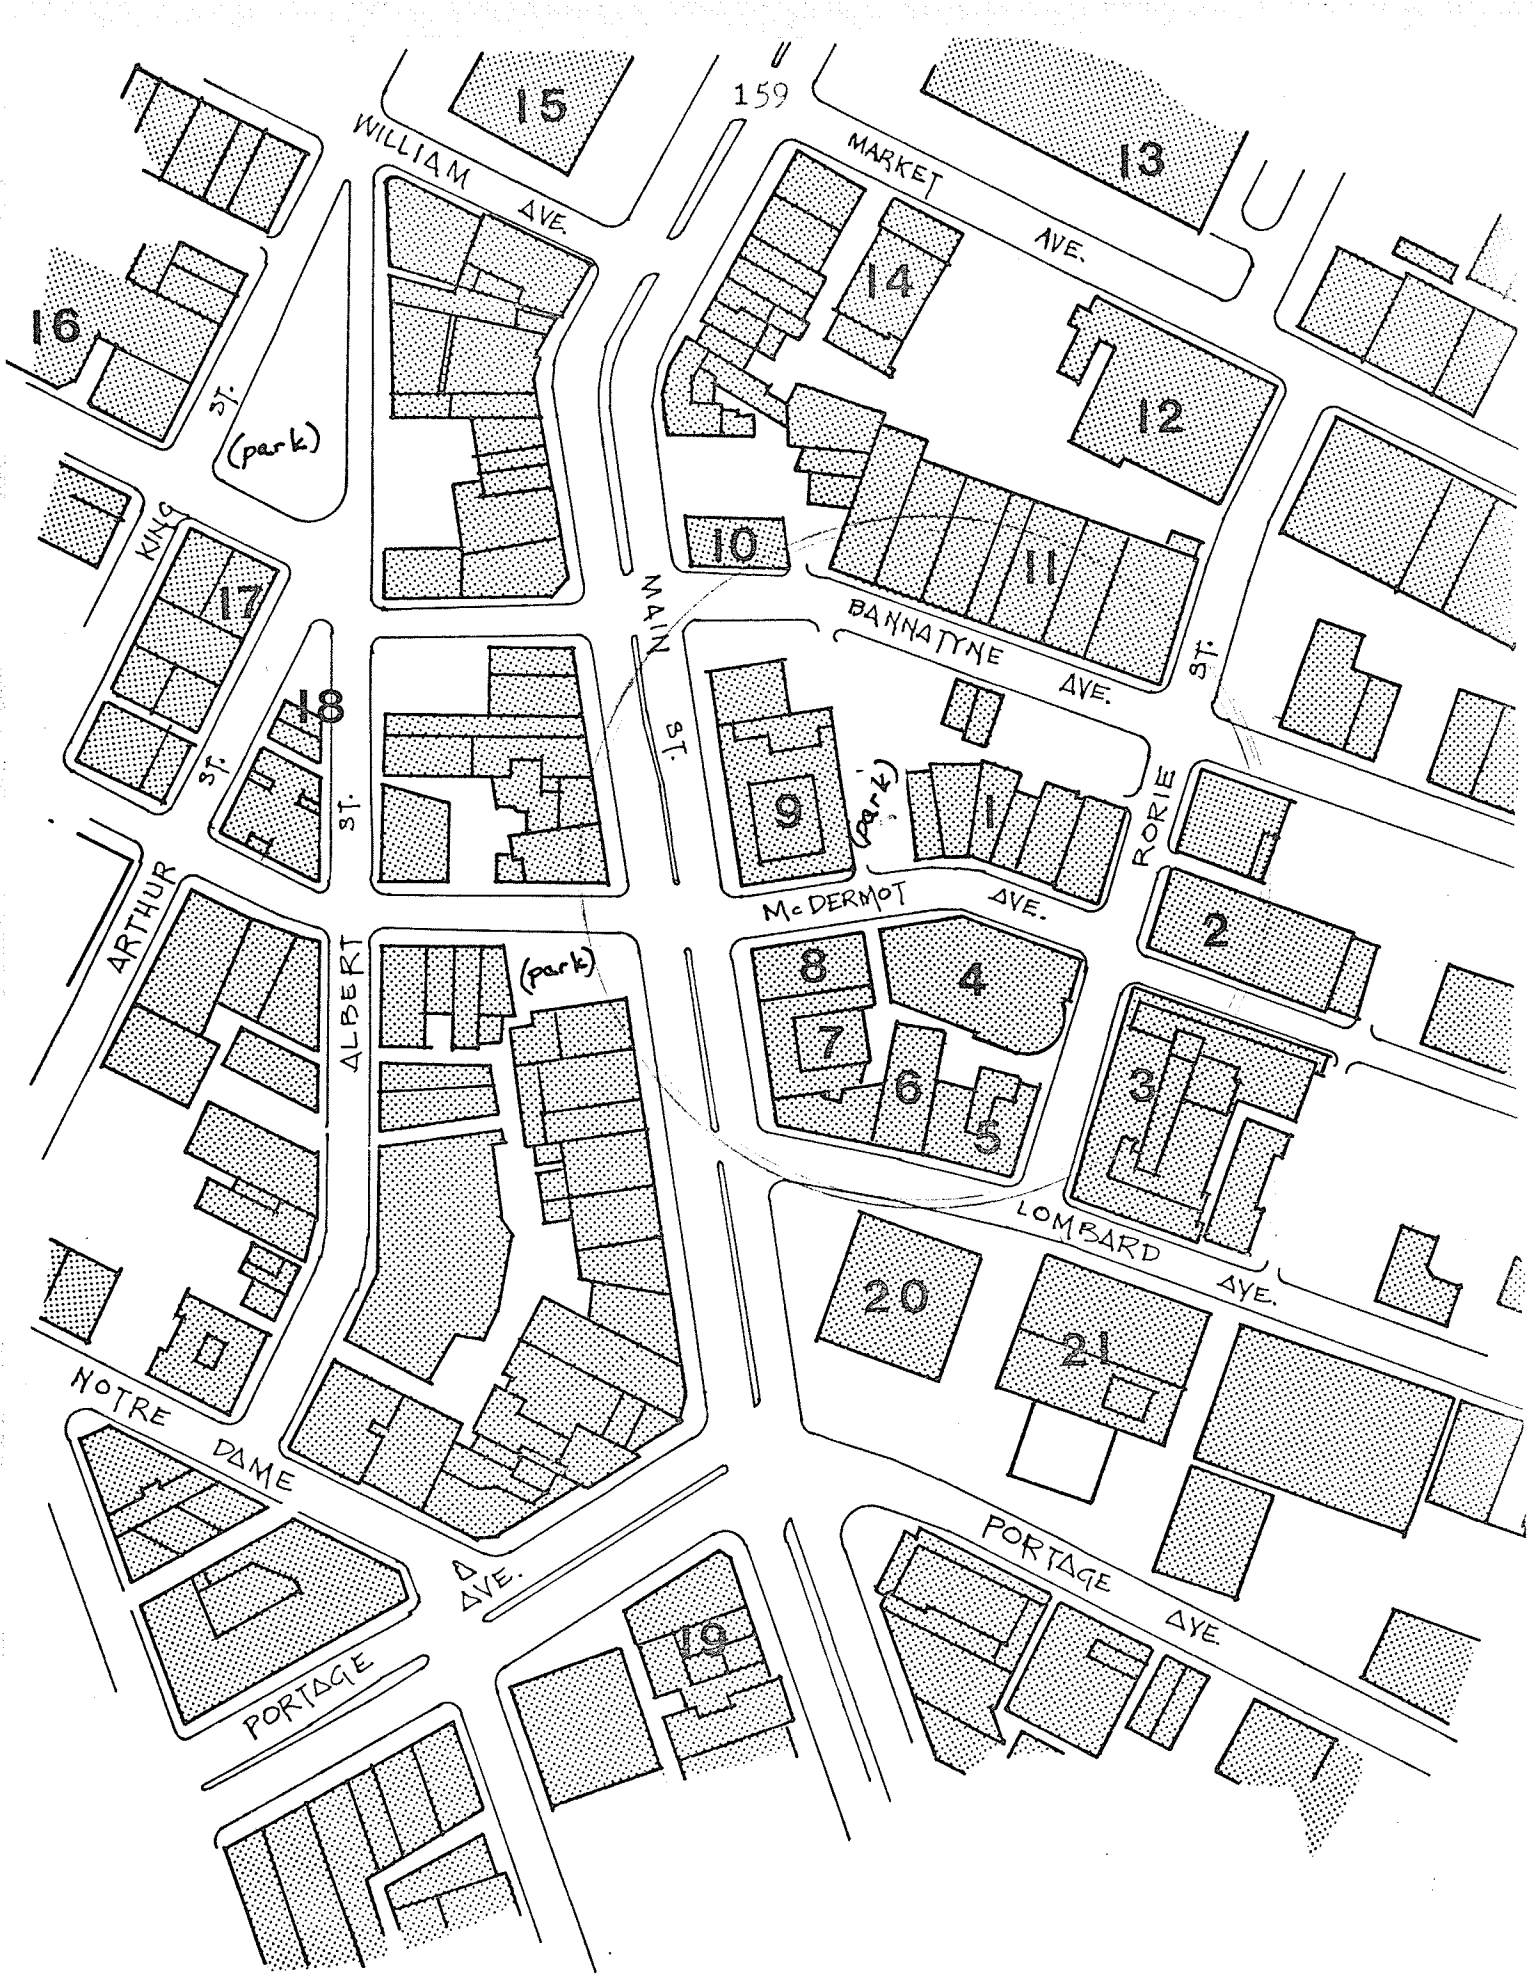 159
15
WILLIAM AVE.
MARKET AVE.
13
14
16
ST.
(park)
12
KING
10
11
17
MAIN
BANNATYNE AVE.
ST.
18
ST.
ST.
ST.
9
(park)
1
RORIE
ARTHUR
McDERMOT AVE.
2
ALBERT
(park)
8
4
7
3
6
5
LOMBARD AVE.
20
21
NOTRE DAME
AVE.
PORTAGE AVE.
19
PORTAGE